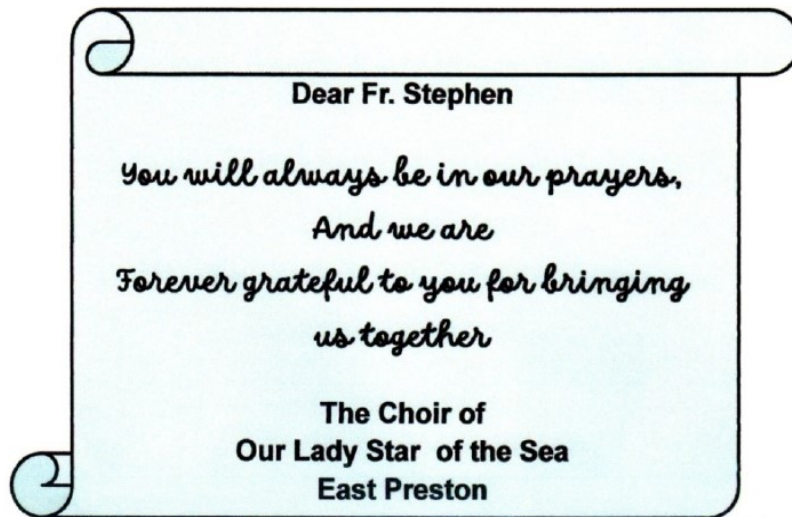 Dear Fr. Stephen
You will always be in our prayers,
And we are
Forever grateful to you for bringing
us together
The Choir of
Our Lady Star of the Sea
East Preston